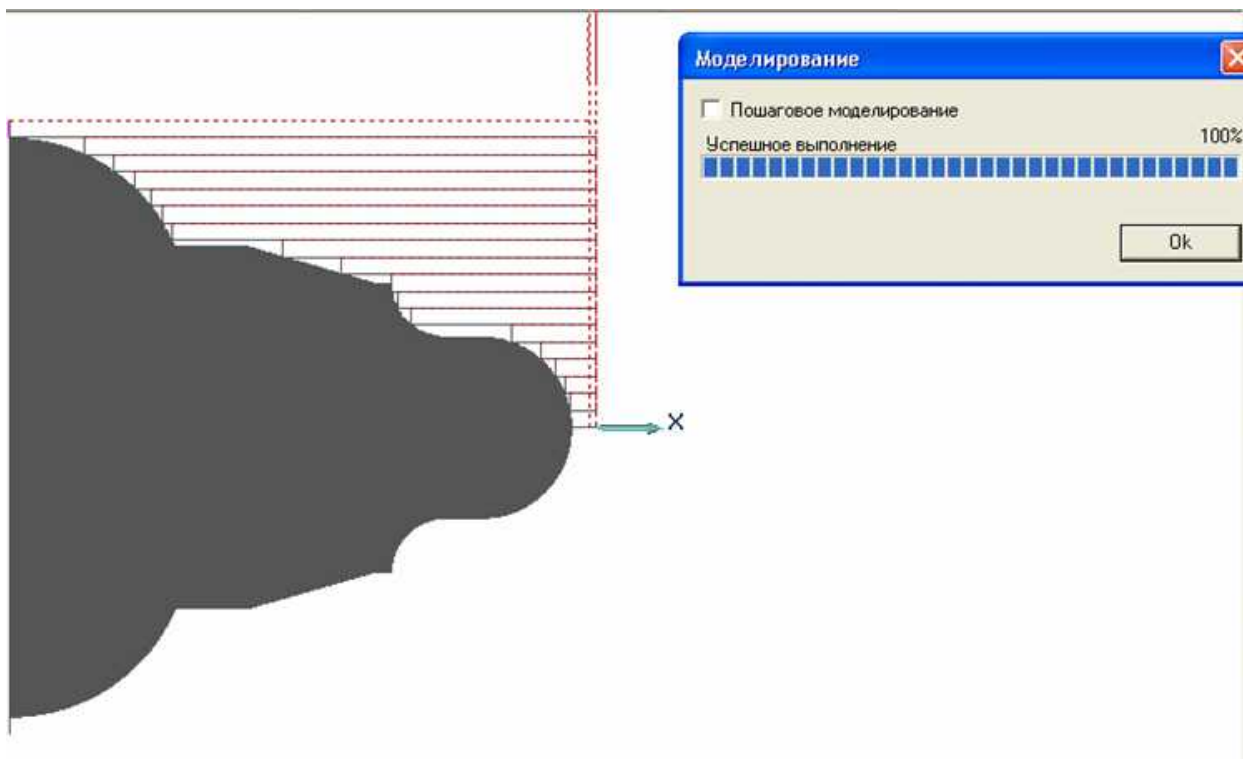 Моделирование
Пошаговое моделирование
Успешное выполнение
100%
Ok
X